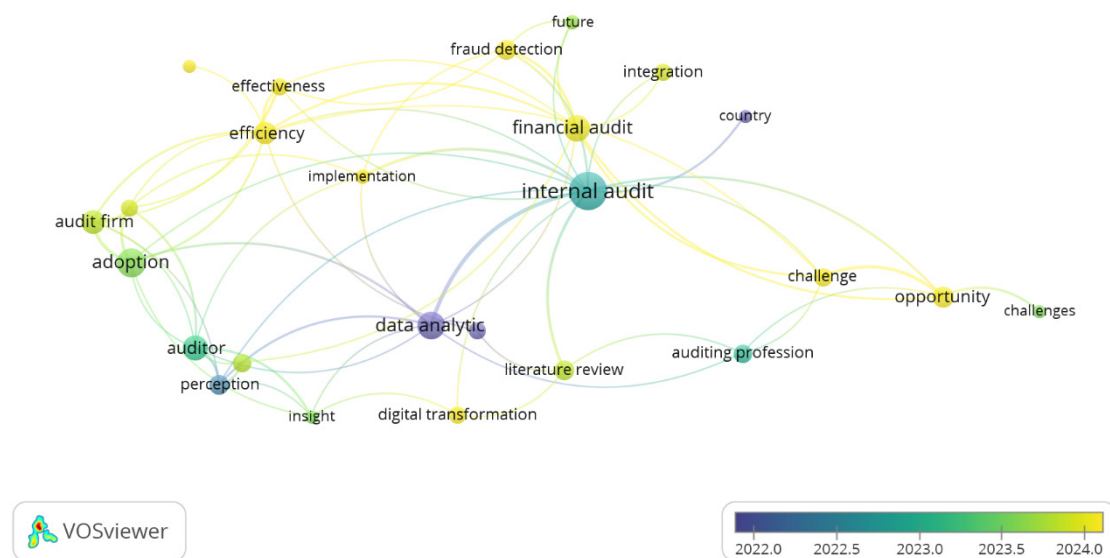 future
fraud detection
integration
effectiveness
country
financial audit
efficiency
implementation
internal audit
audit firm
adoption
challenge
opportunity
challenges
data analytic
auditor
auditing profession
literature review
perception
insight
digital transformation
VOSviewer
2022.0 2022.5 2023.0 2023.5 2024.0